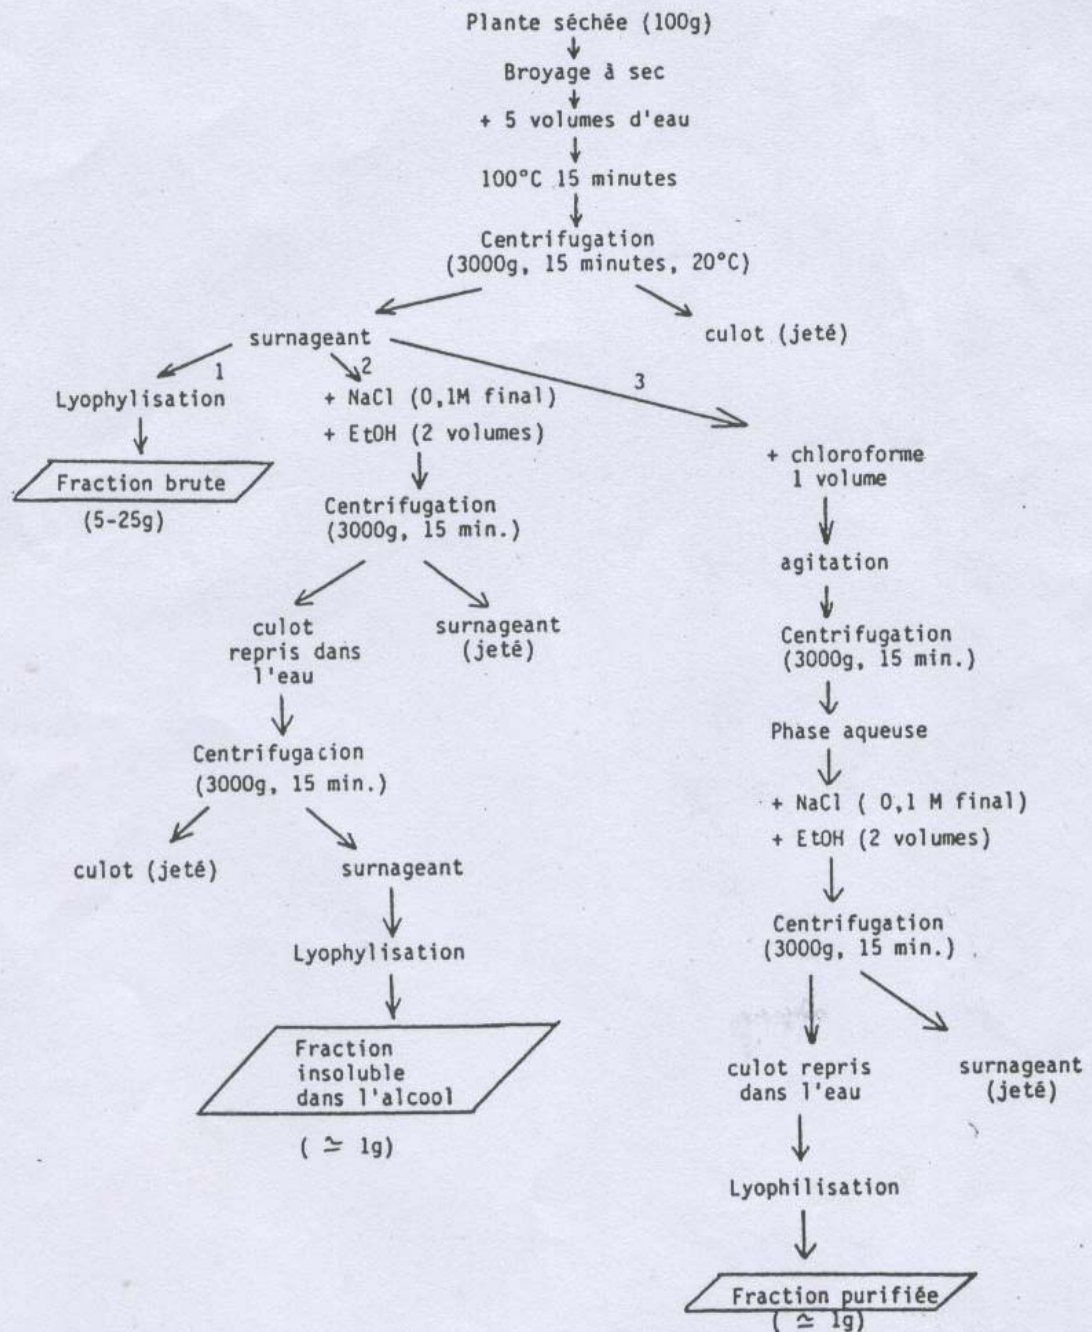 Plante séchée (100g)
Broyage à sec
+ 5 volumes d'eau
100°C 15 minutes
Centrifugation
(3000g, 15 minutes, 20°C)
surnageant
culot (jeté)
1
Lyophylisation
Fraction brute
(5-25g)
2
+ NaCl (0,1M final)
+ EtOH (2 volumes)
Centrifugation
(3000g, 15 min.)
culot
repris dans
l'eau
surnageant
(jeté)
Centrifugacion
(3000g, 15 min.)
culot (jeté)
surnageant
Lyophylisation
Fraction
insoluble
dans l'alcool
( ≃ 1g)
3
+ chloroforme
1 volume
agitation
Centrifugation
(3000g, 15 min.)
Phase aqueuse
+ NaCl ( 0,1 M final)
+ EtOH (2 volumes)
Centrifugation
(3000g, 15 min.)
culot repris
dans l'eau
surnageant
(jeté)
Lyophilisation
Fraction purifiée
( ≃ 1g)